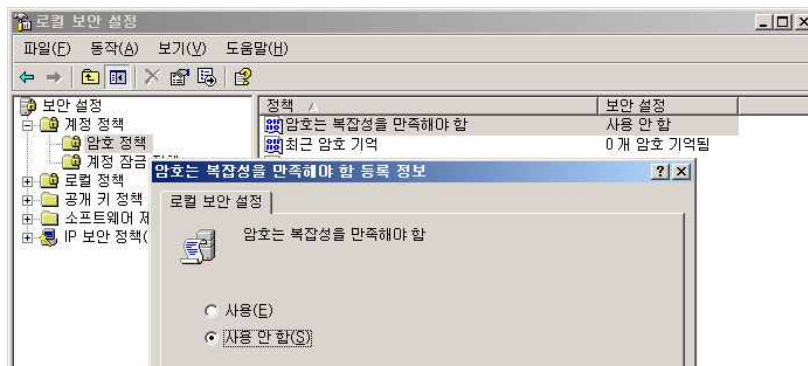 로컬 보안 설정
파일(F) 동작(A) 보기(V) 도움말(H)
보안 설정
계정 정책
암호 정책
계정 잠금
로컬 정책
공개 키 정책
소프트웨어 제
IP 보안 정책(
정책 보안 설정
암호는 복잡성을 만족해야 함 사용 안 함
최근 암호 기억 0 개 암호 기억됨
암호는 복잡성을 만족해야 함 등록 정보
로컬 보안 설정
암호는 복잡성을 만족해야 함
사용(E)
사용 안 함(S)